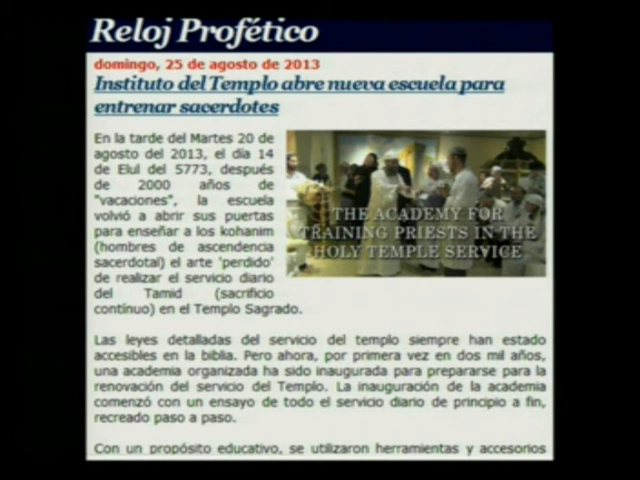 Reloj Profético
domingo, 25 de agosto de 2013
Instituto del Templo abre nueva escuela para
entrenar sacerdotes
En la tarde del Martes 20 de
agosto del 2013, el día 14
de Elul del 5773, después
de 2000 años de
"vacaciones", la escuela
volvió a abrir sus puertas
para enseñar a los kohanim
(hombres de ascendencia
sacerdotal) el arte 'perdido'
de realizar el servicio diario
del Tamid (sacrificio
contínuo) en el Templo Sagrado.
THE ACADEMY FOR
TRAINING PRIESTS IN THE
HOLY TEMPLE SERVICE
Las leyes detalladas del servicio del templo siempre han estado
accesibles en la biblia. Pero ahora, por primera vez en dos mil años,
una academia organizada ha sido inaugurada para prepararse para la
renovación del servicio del Templo. La inauguración de la academia
comenzó con un ensayo de todo el servicio diario de principio a fin,
recreado paso a paso.
Con un propósito educativo, se utilizaron herramientas y accesorios